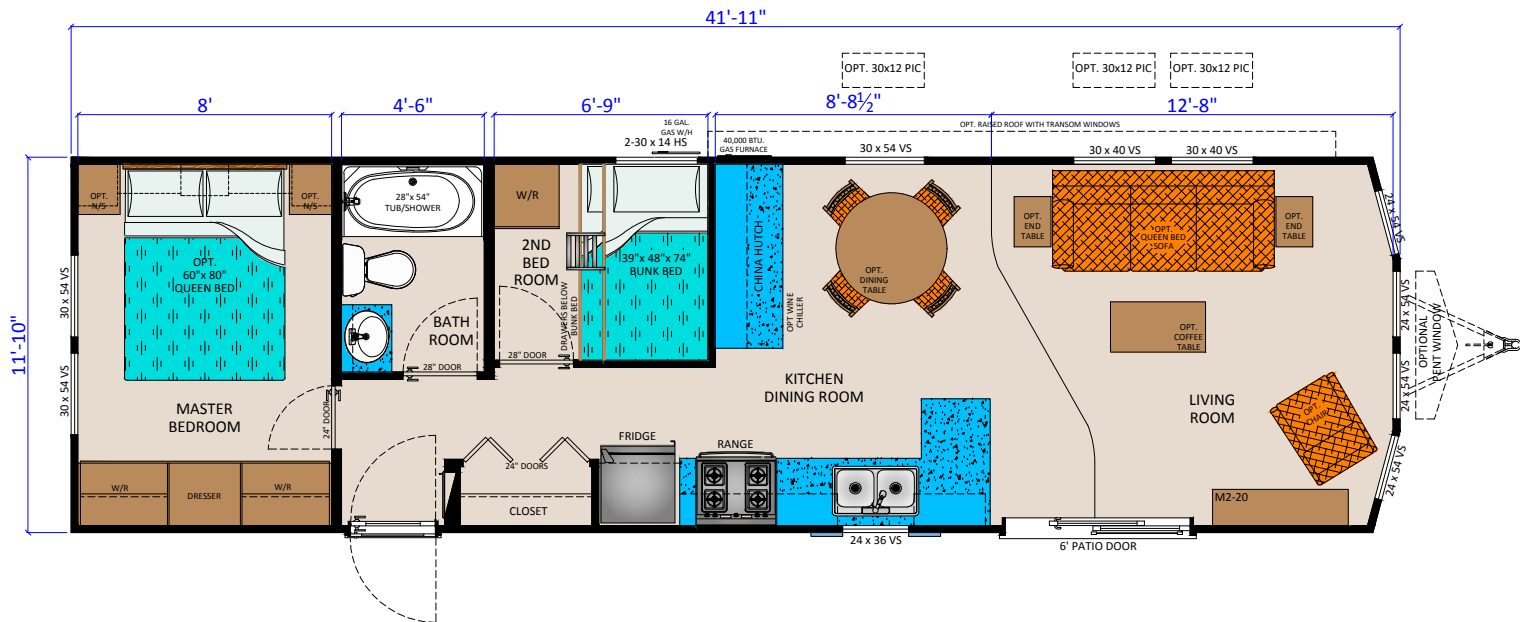 41'-11"
OPT. 30x12 PIC
OPT. 30x12 PIC
OPT. 30x12 PIC
8'
4'-6"
6'-9"
8'-8½"
12'-8"
16 GAL.
GAS W/H
2-30 x 14 HS
40,000 BTU.
GAS FURNACE
OPT. RAISED ROOF WITH TRANSOM WINDOWS
30 x 54 VS
30 x 40 VS
30 x 40 VS
11'-10"
30 x 54 VS
30 x 54 VS
OPT.
N/S
OPT.
N/S
OPT.
60"x 80"
QUEEN BED
MASTER
BEDROOM
24" DOOR
W/R
DRESSER
W/R
28"x 54"
TUB/SHOWER
BATH
ROOM
28" DOOR
W/R
2ND
BED
ROOM
28" DOOR
DRAWERS BELOW
BUNK BED
39"x 48"x 74"
BUNK BED
CHINA HUTCH
OPT WINE
CHILLER
OPT.
DINING
TABLE
KITCHEN
DINING ROOM
24" DOORS
CLOSET
FRIDGE
RANGE
24 x 36 VS
OPT.
END
TABLE
OPT.
QUEEN BED
SOFA
OPT.
END
TABLE
OPT.
COFFEE
TABLE
LIVING
ROOM
OPT.
CHAIR
M2-20
6' PATIO DOOR
24 x 54 VS
24 x 54 VS
24 x 54 VS
24 x 54 VS
OPTIONAL
PENT WINDOW